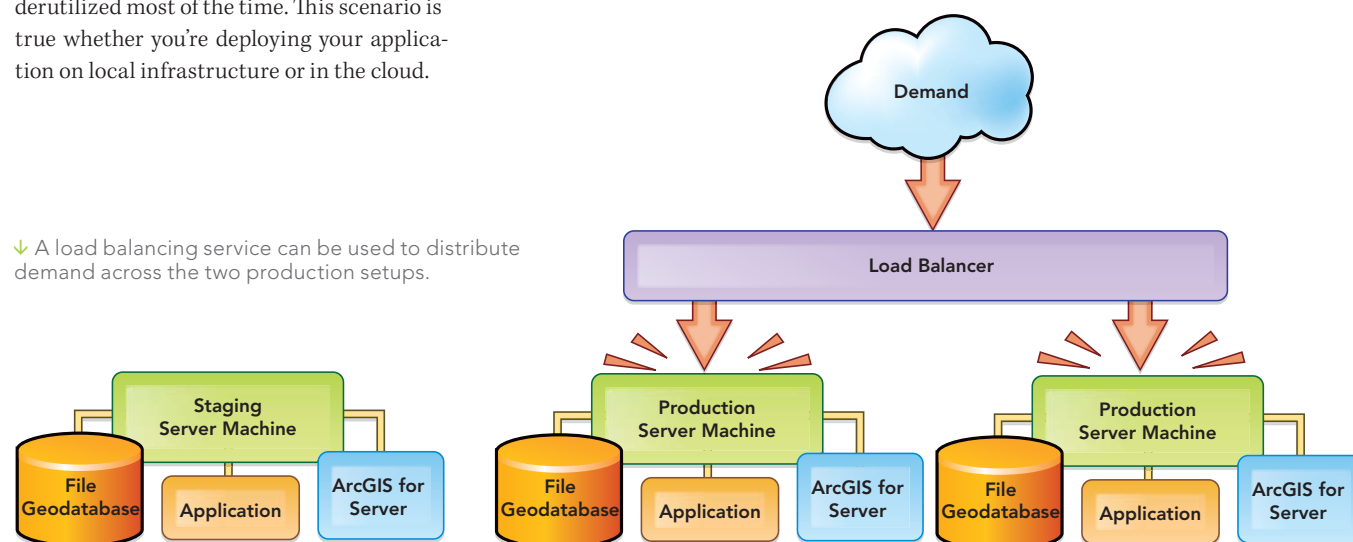 derutilized most of the time. This scenario is
true whether you're deploying your applica-
tion on local infrastructure or in the cloud.
↓ A load balancing service can be used to distribute
demand across the two production setups.
Demand
Load Balancer
Staging
Server Machine
File
Geodatabase
Application
ArcGIS for
Server
Production
Server Machine
File
Geodatabase
Application
ArcGIS for
Server
Production
Server Machine
File
Geodatabase
Application
ArcGIS for
Server